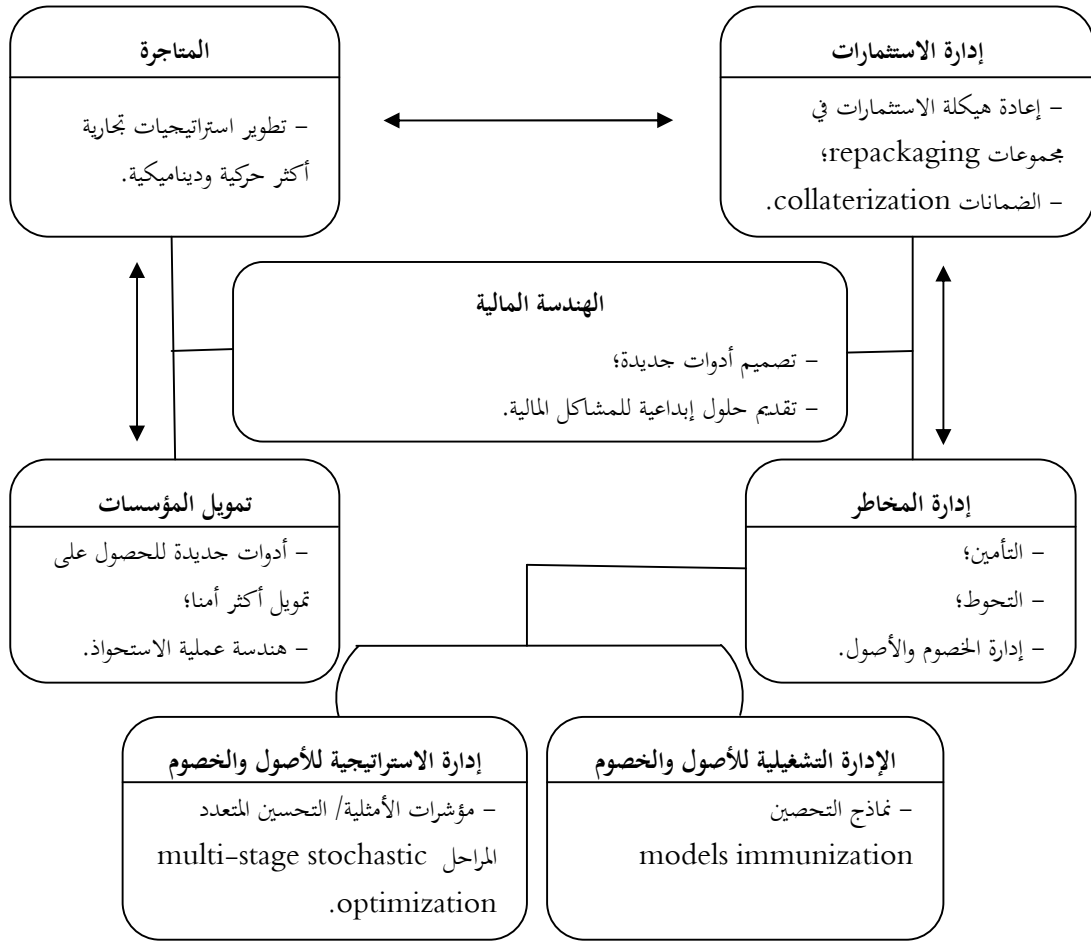 إدارة الاستثمارات
– إعادة هيكلة الاستثمارات في
مجموعات repackaging؛
– الضمانات collaterization.
المتاجرة
– تطوير استراتيجيات تجارية
أكثر حركية وديناميكية.
الهندسة المالية
– تصميم أدوات جديدة؛
– تقديم حلول إبداعية للمشاكل المالية.
إدارة المخاطر
– التأمين؛
– التحوط؛
– إدارة الخصوم والأصول.
تمويل المؤسسات
– أدوات جديدة للحصول على
تمويل أكثر أمنا؛
– هندسة عملية الاستحواذ.
الإدارة التشغيلية للأصول والخصوم
– نماذج التحصين
models immunization
إدارة الاستراتيجية للأصول والخصوم
– مؤشرات الأمثلية/ التحسين المتعدد
المراحل multi-stage stochastic
optimization.